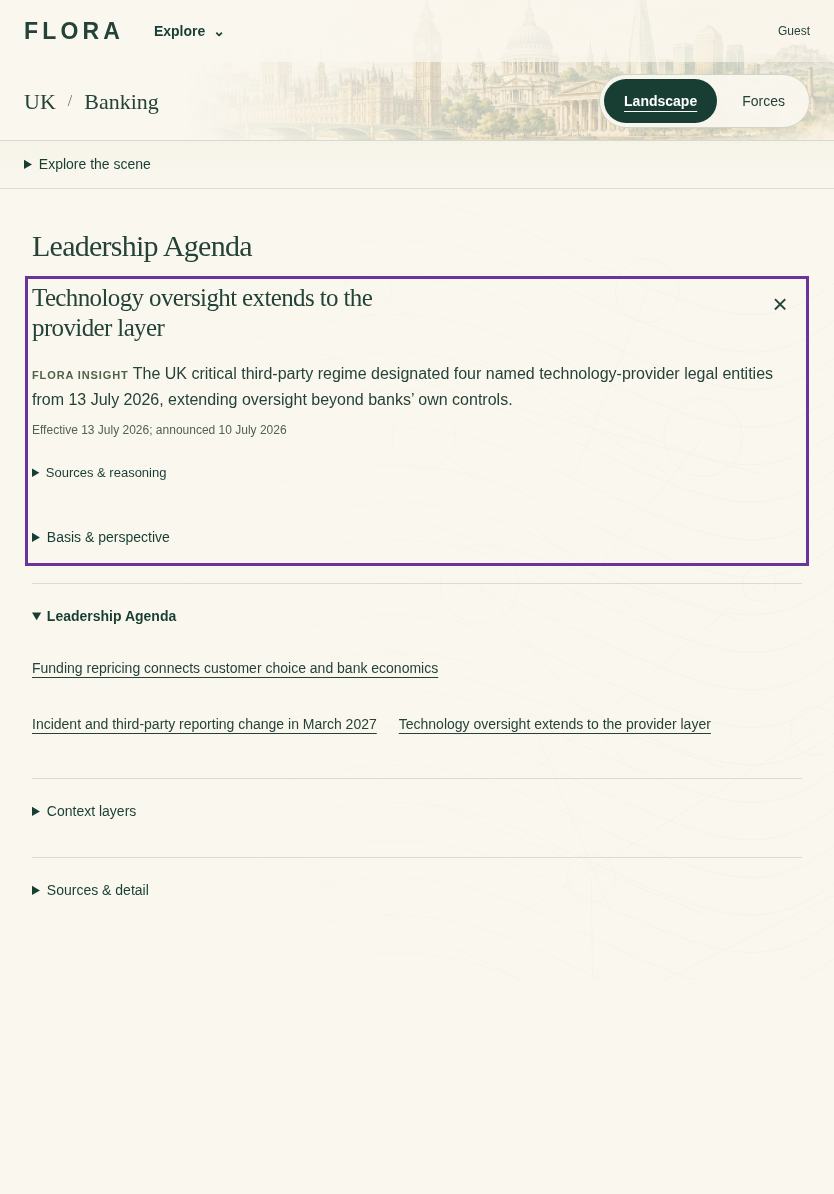 FLORA
Explore
Guest
UK / Banking
Landscape
Forces
Explore the scene
Leadership Agenda
Technology oversight extends to the
provider layer
FLORA INSIGHT The UK critical third-party regime designated four named technology-provider legal entities
from 13 July 2026, extending oversight beyond banks’ own controls.
Effective 13 July 2026; announced 10 July 2026
Sources & reasoning
Basis & perspective
Leadership Agenda
Funding repricing connects customer choice and bank economics
Incident and third-party reporting change in March 2027
Technology oversight extends to the provider layer
Context layers
Sources & detail